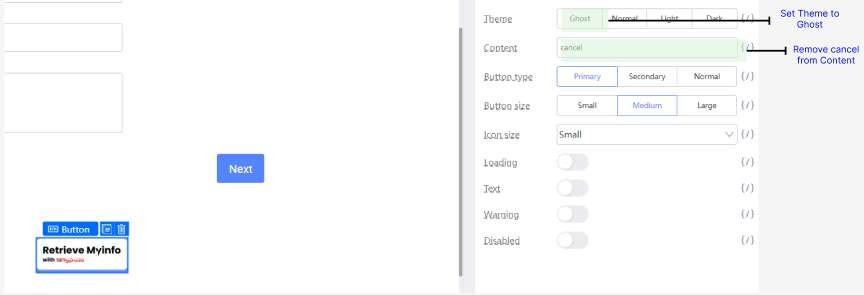 Theme
Ghost
Normal
Light
Dark
{/}
Set Theme to
Ghost
Content
cancel
{/}
Remove cancel
from Content
Button type
Primary
Secondary
Normal
{/}
Button size
Small
Medium
Large
{/}
Icon size
Small
{/}
Loading
{/}
Text
{/}
Warning
{/}
Disabled
{/}
Next
Button
Retrieve Myinfo
with